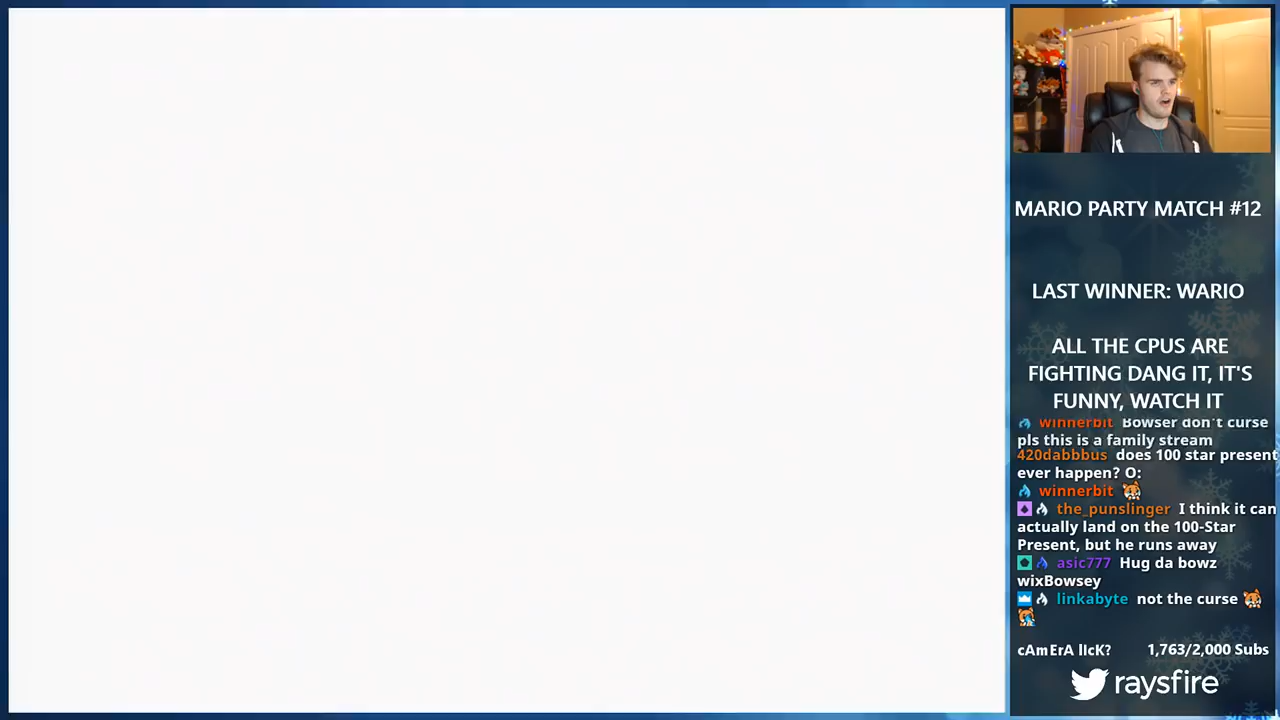 MARIO PARTY MATCH #12
LAST WINNER: WARIO
ALL THE CPUS ARE
FIGHTING DANG IT, IT'S
FUNNY, WATCH IT
winnerbit Bowser don't curse
pls this is a family stream
420dabbbus does 100 star present
ever happen? O:
winnerbit
the_punslinger I think it can
actually land on the 100-Star
Present, but he runs away
asic777 Hug da bowz
wixBowsey
linkabyte not the curse
cAmErA lIcK? 1,763/2,000 Subs
raysfire